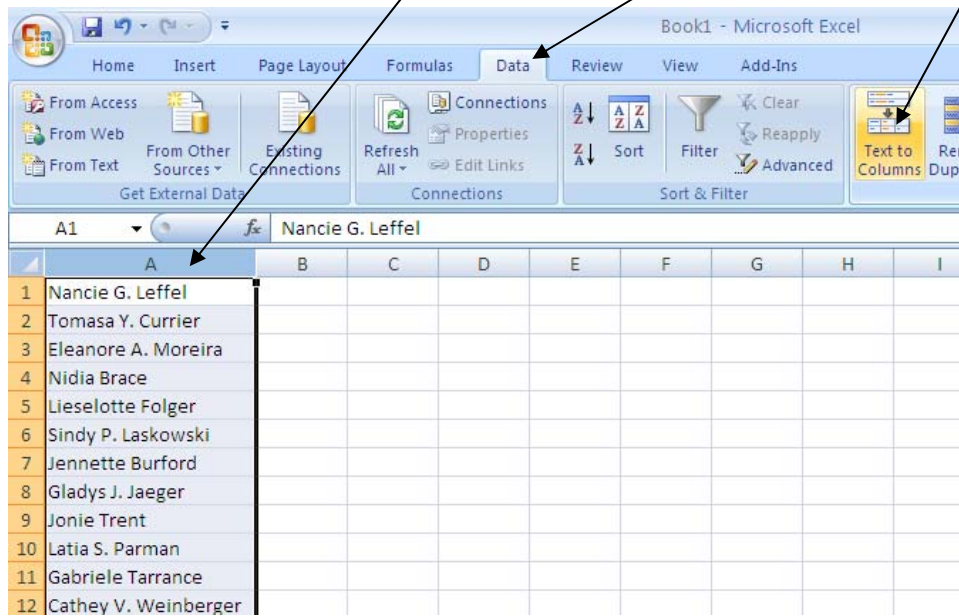 Book1 - Microsoft Excel
Home Insert Page Layout Formulas Data Review View Add-Ins
From Access
From Web
From Text
From Other Sources
Existing Connections
Get External Data
Refresh All
Connections
Properties
Edit Links
Connections
A Z
Z A
A Z Z A
Sort
Filter
Clear
Reapply
Advanced
Sort & Filter
Text to Columns
A1 fx Nancie G. Leffel
A B C D E F G H I
1 Nancie G. Leffel
2 Tomasa Y. Currier
3 Eleanore A. Moreira
4 Nidia Brace
5 Lieselotte Folger
6 Sindy P. Laskowski
7 Jennette Burford
8 Gladys J. Jaeger
9 Jonie Trent
10 Latia S. Parman
11 Gabriele Tarrance
12 Cathey V. Weinberger